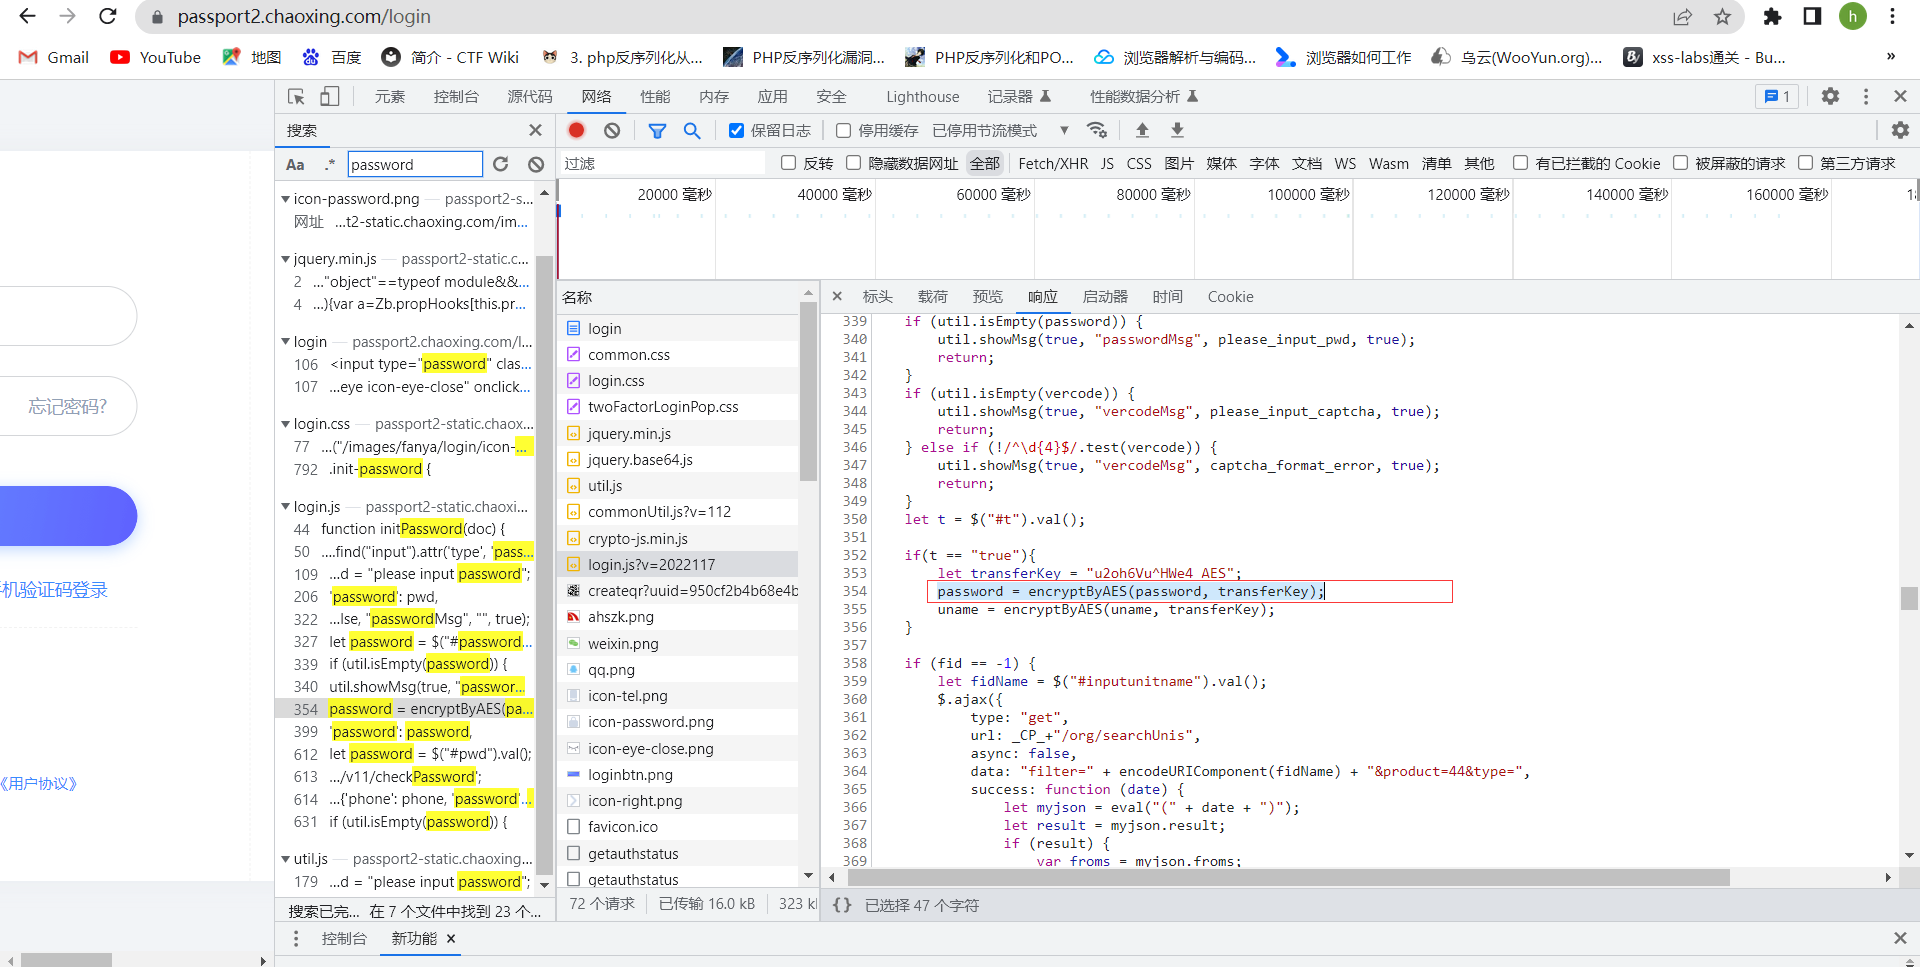 passport2.chaoxing.com/login
h
Gmail YouTube 地图 百度 简介 - CTF Wiki 3. php反序列化从... PHP反序列化漏洞... PHP反序列化和PO... 浏览器解析与编码... 浏览器如何工作 乌云(WooYun.org)... xss-labs通关 - Bu... »
元素 控制台 源代码 网络 性能 内存 应用 安全 Lighthouse 记录器 性能数据分析 1
搜索
保留日志 停用缓存 已停用节流模式
Aa .* password
过滤 反转 隐藏数据网址 全部 Fetch/XHR JS CSS 图片 媒体 字体 文档 WS Wasm 清单 其他 有已拦截的 Cookie 被屏蔽的请求 第三方请求
20000 毫秒 40000 毫秒 60000 毫秒 80000 毫秒 100000 毫秒 120000 毫秒 140000 毫秒 160000 毫秒
忘记密码?
机验证码登录
《用户协议》
icon-password.png — passport2-s...
网址 ...t2-static.chaoxing.com/im...
jquery.min.js — passport2-static.c...
2 ..."object"==typeof module&&...
4 ...){var a=Zb.propHooks[this.pr...
login — passport2.chaoxing.com/l...
106 <input type="password" clas...
107 ...eye icon-eye-close" onclick...
login.css — passport2-static.chaox...
77 ...("/images/fanya/login/icon-...
792 .init-password {
login.js — passport2-static.chaoxi...
44 function initPassword(doc) {
50 ....find("input").attr('type', 'pass...
109 ...d = "please input password";
206 'password': pwd,
322 ...lse, "passwordMsg", "", true);
327 let password = $("#password...
339 if (util.isEmpty(password)) {
340 util.showMsg(true, "passwor...
354 password = encryptByAES(pa...
399 'password': password,
612 let password = $("#pwd").val();
613 .../v11/checkPassword';
614 ...{'phone': phone, 'password'...
631 if (util.isEmpty(password)) {
util.js — passport2-static.chaoxing...
179 ...d = "please input password";
搜索已完... 在 7 个文件中找到 23 个...
名称
login
common.css
login.css
twoFactorLoginPop.css
jquery.min.js
jquery.base64.js
util.js
commonUtil.js?v=112
crypto-js.min.js
login.js?v=2022117
createqr?uuid=950cf2b4b68e4b
ahszk.png
weixin.png
qq.png
icon-tel.png
icon-password.png
icon-eye-close.png
loginbtn.png
icon-right.png
favicon.ico
getauthstatus
getauthstatus
72 个请求 已传输 16.0 kB 323 k
标头 载荷 预览 响应 启动器 时间 Cookie
339 if (util.isEmpty(password)) {
340 util.showMsg(true, "passwordMsg", please_input_pwd, true);
341 return;
342 }
343 if (util.isEmpty(vercode)) {
344 util.showMsg(true, "vercodeMsg", please_input_captcha, true);
345 return;
346 } else if (!/^\d{4}$/.test(vercode)) {
347 util.showMsg(true, "vercodeMsg", captcha_format_error, true);
348 return;
349 }
350 let t = $("#t").val();
351
352 if(t == "true"){
353 let transferKey = "u2oh6Vu^HWe4_AES";
354 password = encryptByAES(password, transferKey);
355 uname = encryptByAES(uname, transferKey);
356 }
357
358 if (fid == -1) {
359 let fidName = $("#inputunitname").val();
360 $.ajax({
361 type: "get",
362 url: _CP_+"/org/searchUnis",
363 async: false,
364 data: "filter=" + encodeURIComponent(fidName) + "&product=44&type=",
365 success: function (date) {
366 let myjson = eval("(" + date + ")");
367 let result = myjson.result;
368 if (result) {
369 var froms = myjson.froms;
{} 已选择 47 个字符
控制台 新功能